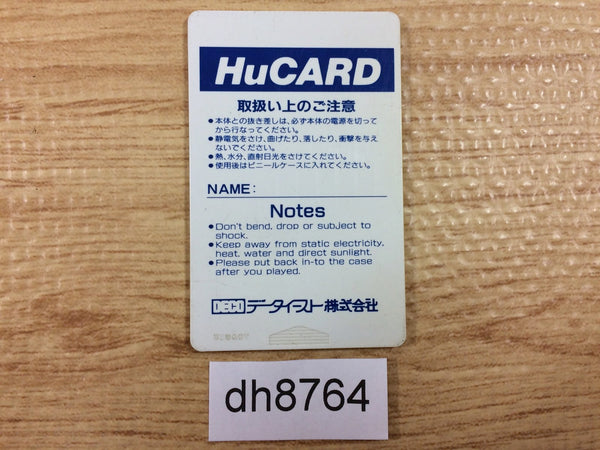 HuCARD
取扱い上のご注意
●本体との抜き差しは、必ず本体の電源を切って
から行なってください。
●静電気をさけ、曲げたり、落したり、衝撃を与え
ないでください。
●熱、水分、直射日光をさけてください。
●使用後はビニールケースに入れてください。
NAME:
Notes
●Don't bend, drop or subject to
shock.
●Keep away from static electricity,
heat, water and direct sunlight.
●Please put back in-to the case
after you played.
DECO データイースト株式会社
dh8764